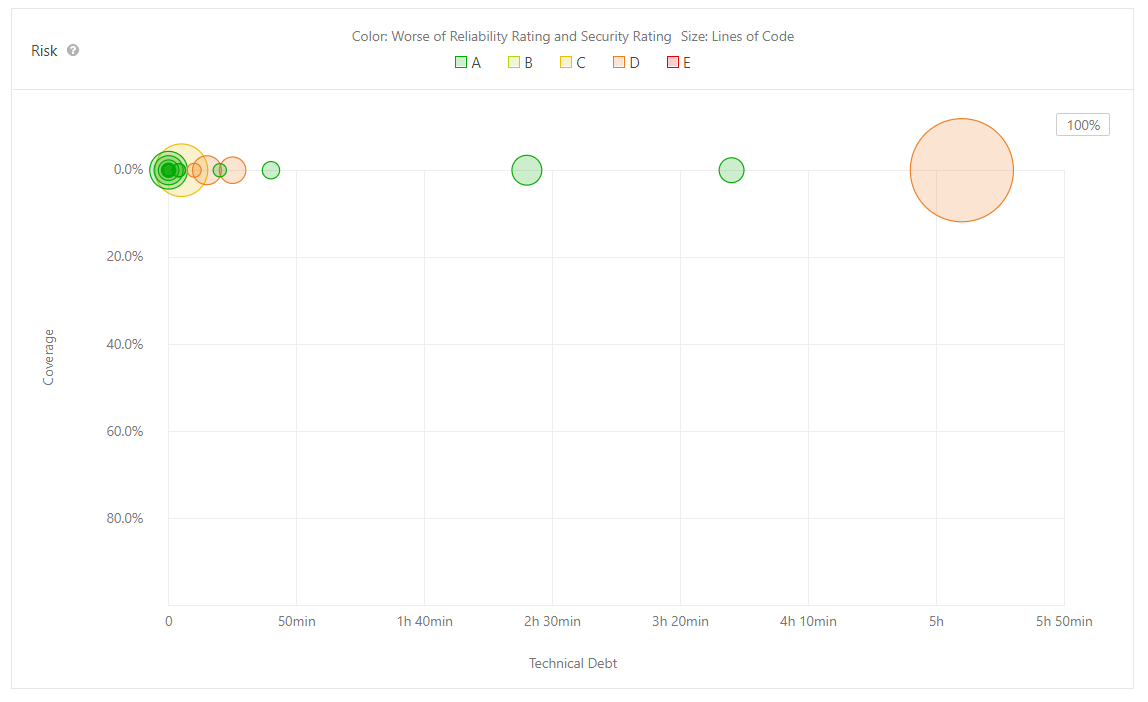 Color: Worse of Reliability Rating and Security Rating Size: Lines of Code
Risk ?
A B C D E
100%
0.0%
20.0%
40.0%
60.0%
80.0%
Coverage
0 50min 1h 40min 2h 30min 3h 20min 4h 10min 5h 5h 50min
Technical Debt